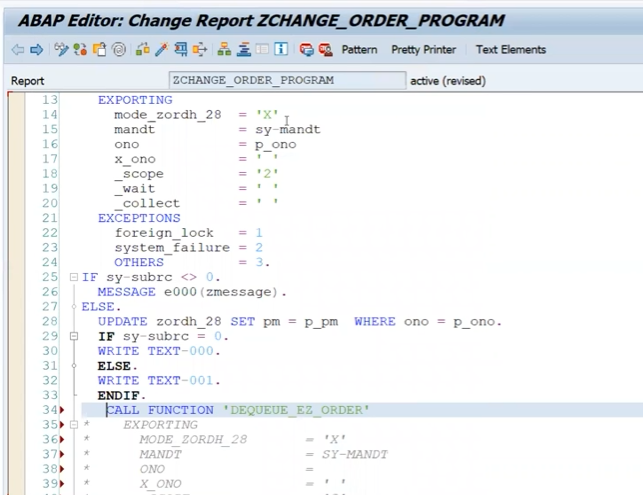 ABAP Editor: Change Report ZCHANGE_ORDER_PROGRAM
Pattern Pretty Printer Text Elements
Report ZCHANGE_ORDER_PROGRAM active (revised)
13 EXPORTING
14 mode_zordh_28 = 'X'
15 mandt = sy-mandt
16 ono = p_ono
17 x_ono = ' '
18 _scope = '2'
19 _wait = ' '
20 _collect = ' '
21 EXCEPTIONS
22 foreign_lock = 1
23 system_failure = 2
24 OTHERS = 3.
25 IF sy-subrc <> 0.
26 MESSAGE e000(zmessage).
27 ELSE.
28 UPDATE zordh_28 SET pm = p_pm WHERE ono = p_ono.
29 IF sy-subrc = 0.
30 WRITE TEXT-000.
31 ELSE.
32 WRITE TEXT-001.
33 ENDIF.
34 CALL FUNCTION 'DEQUEUE_EZ_ORDER'
35 * EXPORTING
36 * MODE_ZORDH_28 = 'X'
37 * MANDT = SY-MANDT
38 * ONO =
39 * X_ONO = ' '